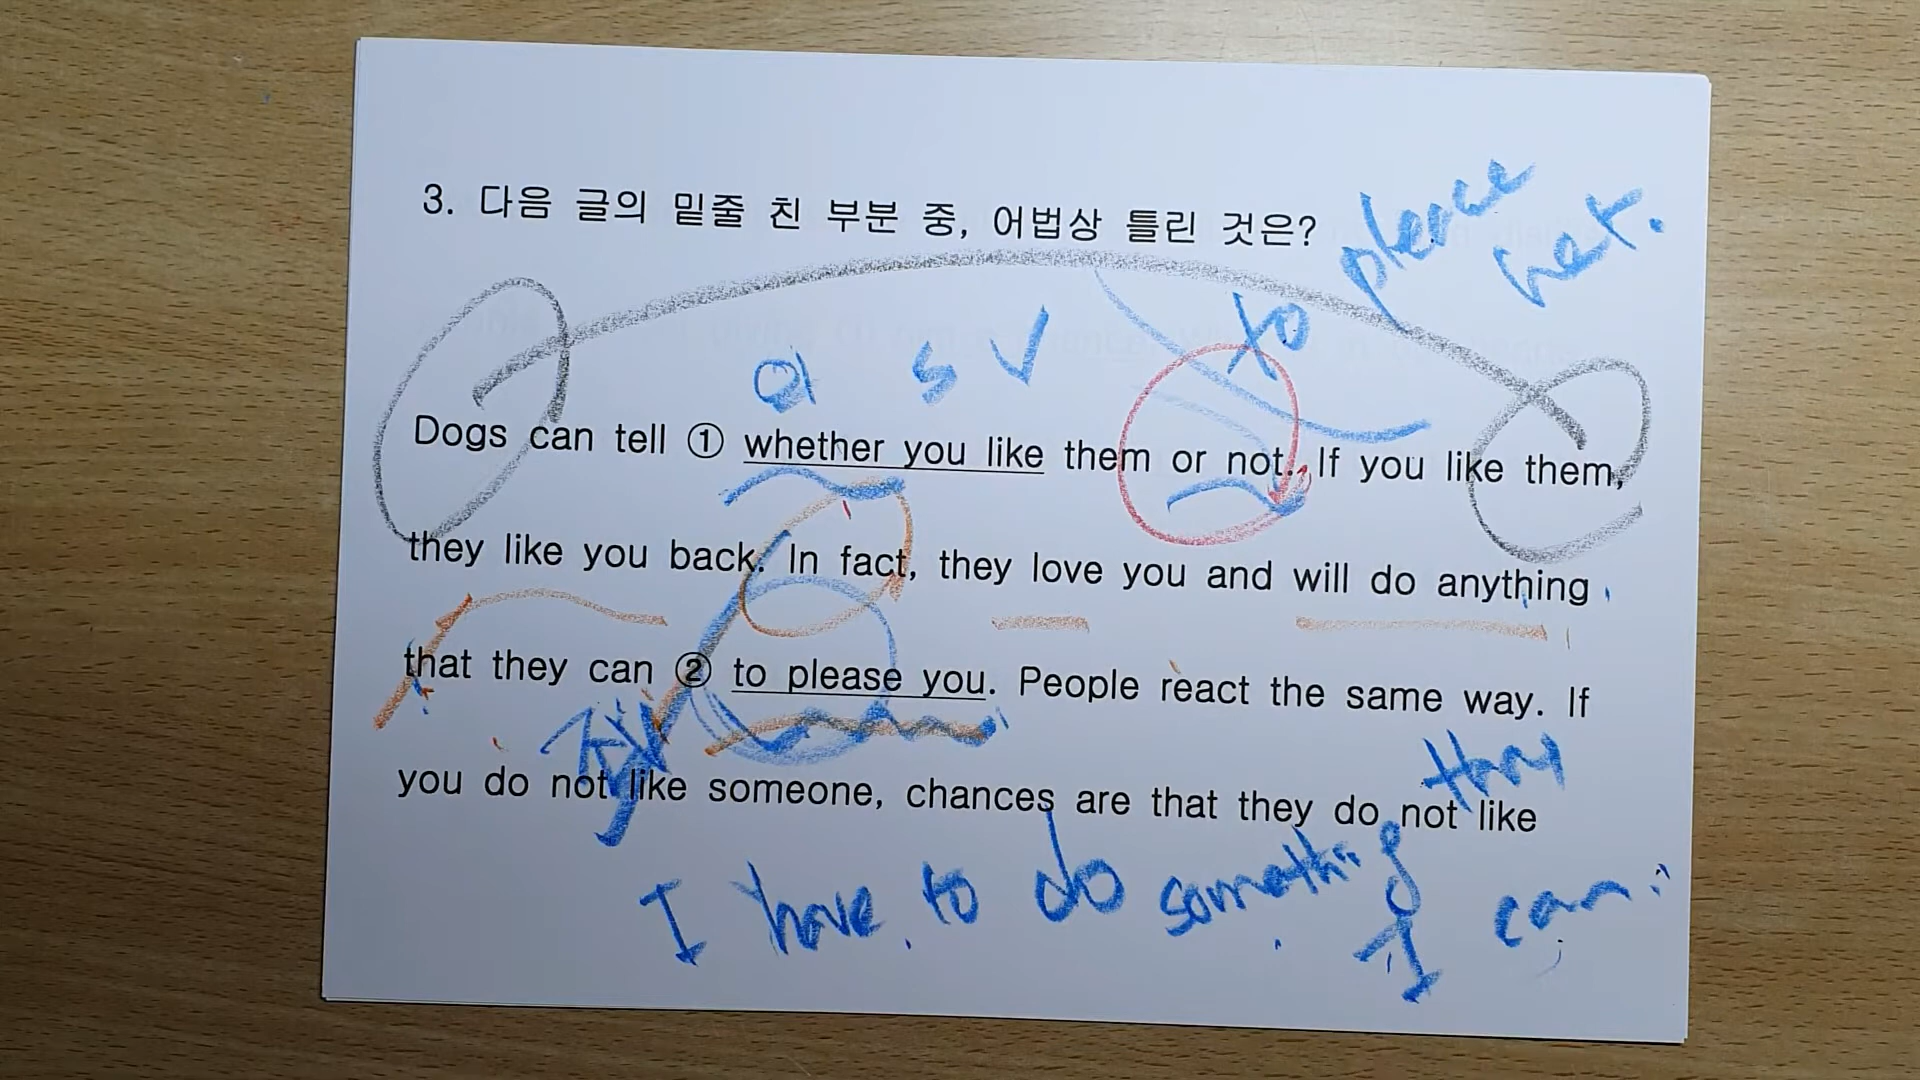 3. 다음 글의 밑줄 친 부분 중, 어법상 틀린 것은?
to please
her.
S V
Dogs can tell ① whether you like them or not. If you like them,
they like you back. In fact, they love you and will do anything
that they can ② to please you. People react the same way. If
you do not like someone, chances are that they do not like
I have to do something I can